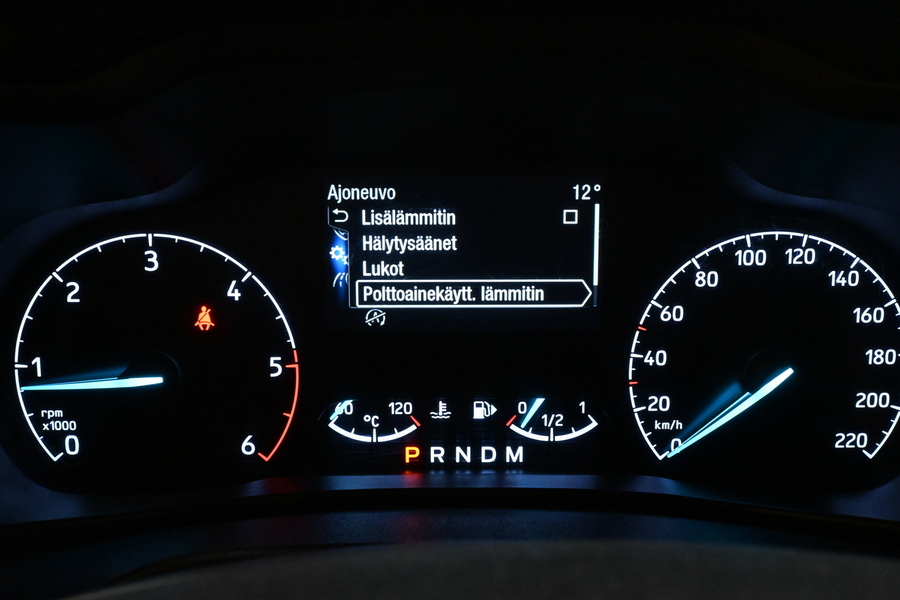 Ajoneuvo 12°
Lisälämmitin
Hälytysäänet
Lukot
Polttoainekäytt. lämmitin
0 1 2 3 4 5 6
rpm
x1000
60 °C 120
0 1/2 1
P R N D M
0 20 40 60 80 100 120 140 160 180 200 220
km/h